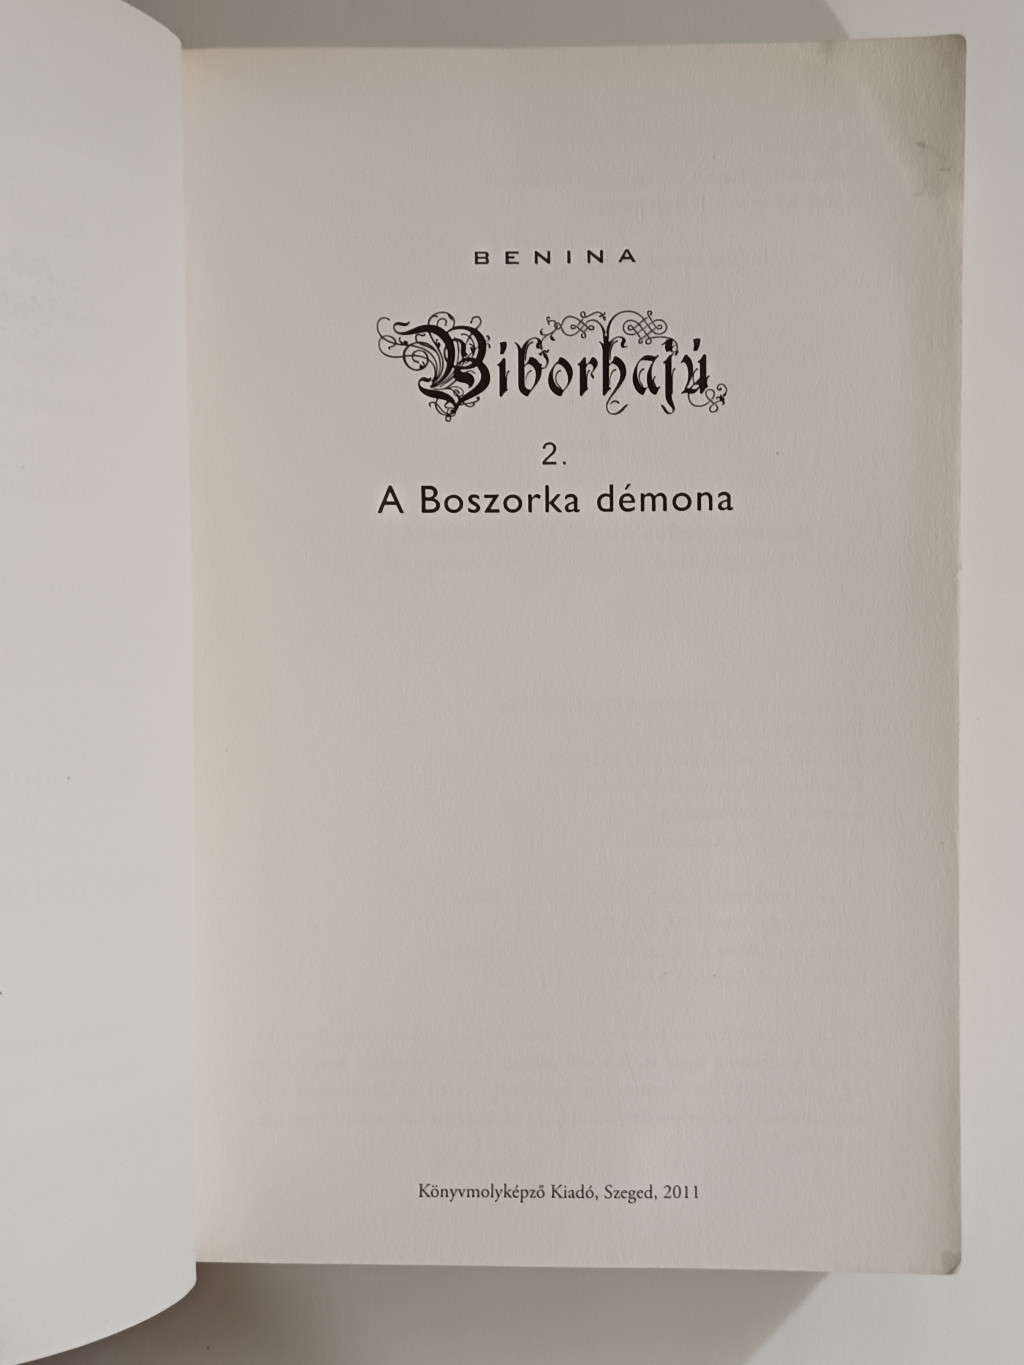 BENINA
Bíborhajú
2.
A Boszorka démona
Könyvmolyképző Kiadó, Szeged, 2011